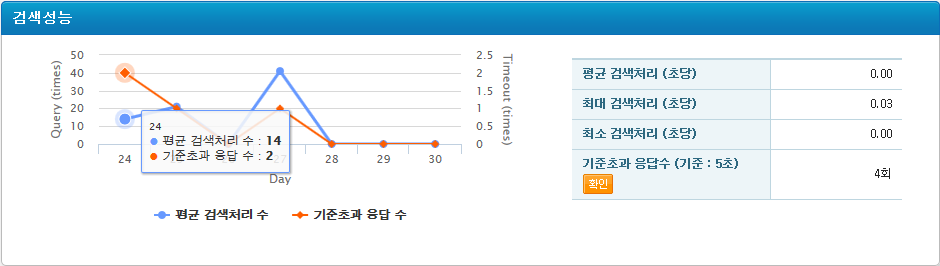 검색성능
50
40
30
20
10
0
Query (times)
2.5
2
1.5
1
0.5
0
Timeout (times)
24
평균 검색처리 수 : 14
기준초과 응답 수 : 2
24
27
28
29
30
Day
평균 검색처리 수
기준초과 응답 수
평균 검색처리 (초당) 0.00
최대 검색처리 (초당) 0.03
최소 검색처리 (초당) 0.00
기준초과 응답수 (기준 : 5초) 4회
확인